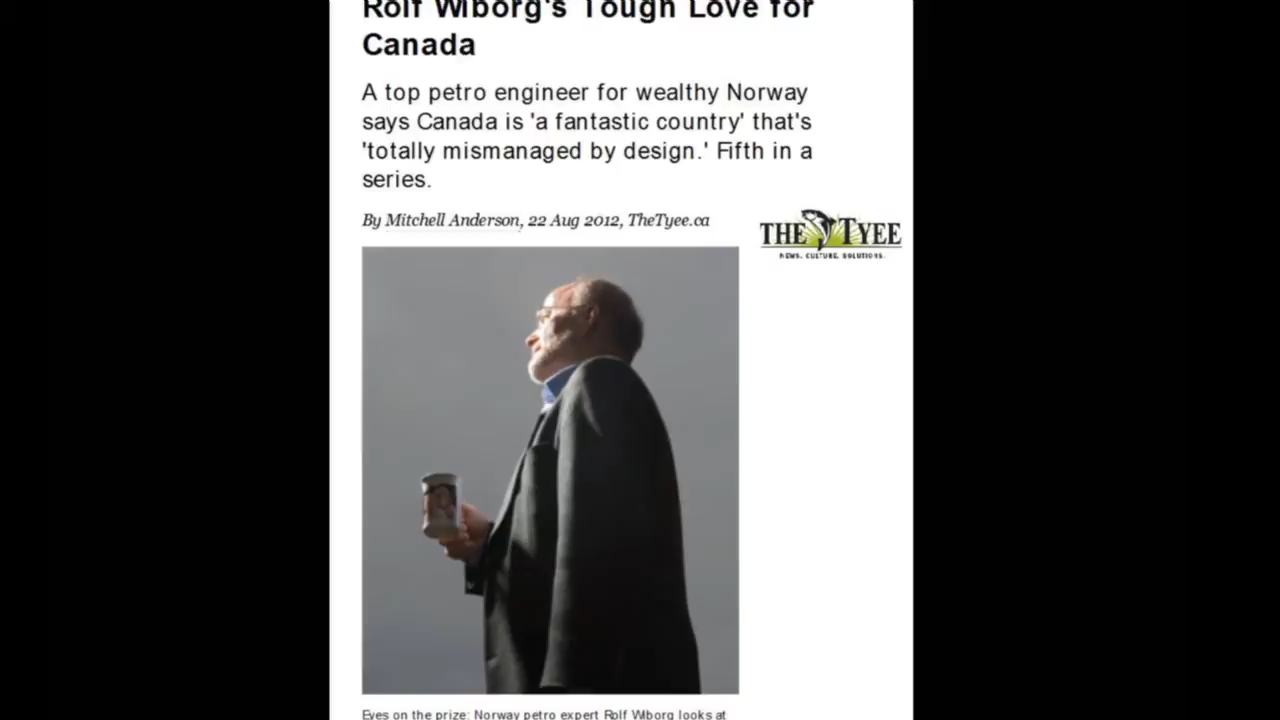 Rolf Wiborg's Tough Love for
Canada
A top petro engineer for wealthy Norway
says Canada is 'a fantastic country' that's
'totally mismanaged by design.' Fifth in a
series.
By Mitchell Anderson, 22 Aug 2012, TheTyee.ca
THE TYEE
NEWS. CULTURE. SOLUTIONS.
Eyes on the prize: Norway petro expert Rolf Wiborg looks at